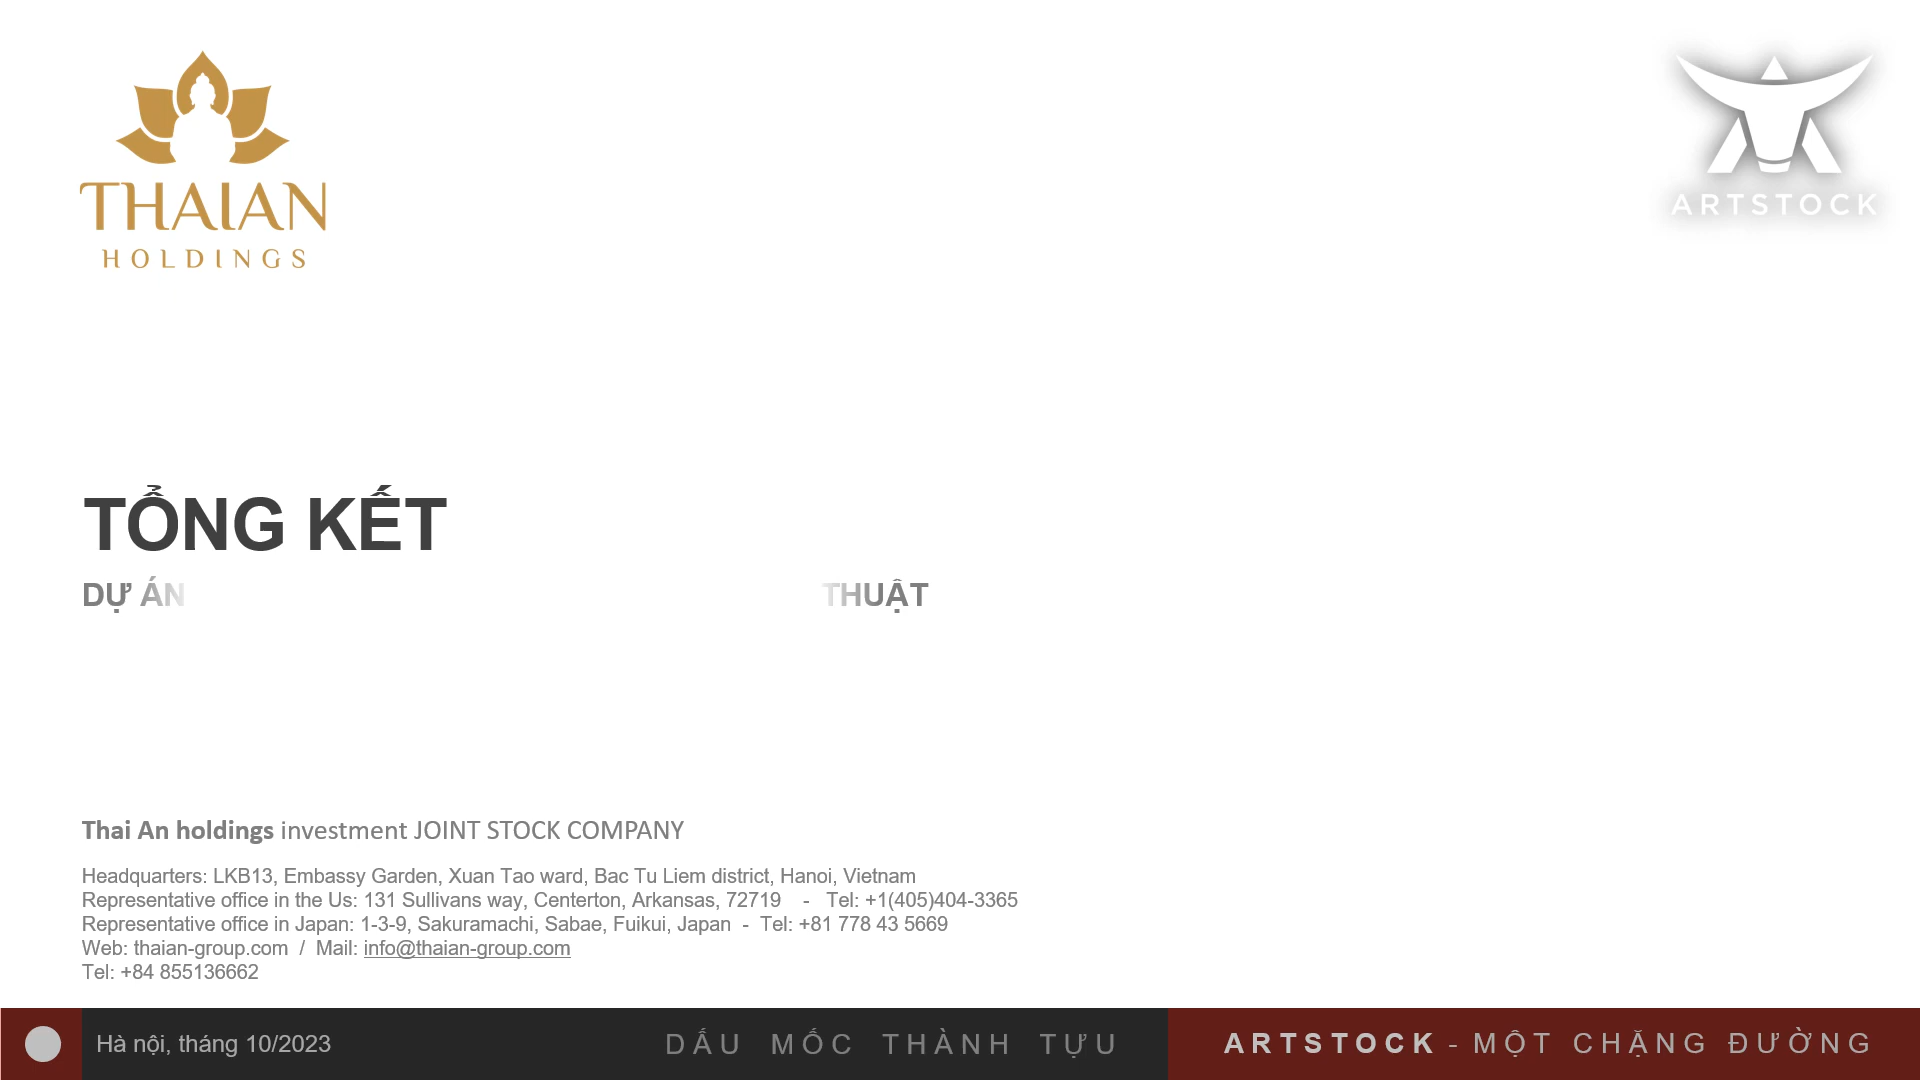 THAIAN
HOLDINGS
ARTSTOCK
TỔNG KẾT
DỰ ÁN THUẬT
Thai An holdings investment JOINT STOCK COMPANY
Headquarters: LKB13, Embassy Garden, Xuan Tao ward, Bac Tu Liem district, Hanoi, Vietnam
Representative office in the Us: 131 Sullivans way, Centerton, Arkansas, 72719 - Tel: +1(405)404-3365
Representative office in Japan: 1-3-9, Sakuramachi, Sabae, Fuikui, Japan - Tel: +81 778 43 5669
Web: thaian-group.com / Mail: info@thaian-group.com
Tel: +84 855136662
Hà nội, tháng 10/2023
DẤU MỐC THÀNH TỰU
ARTSTOCK - MỘT CHẶNG ĐƯỜNG